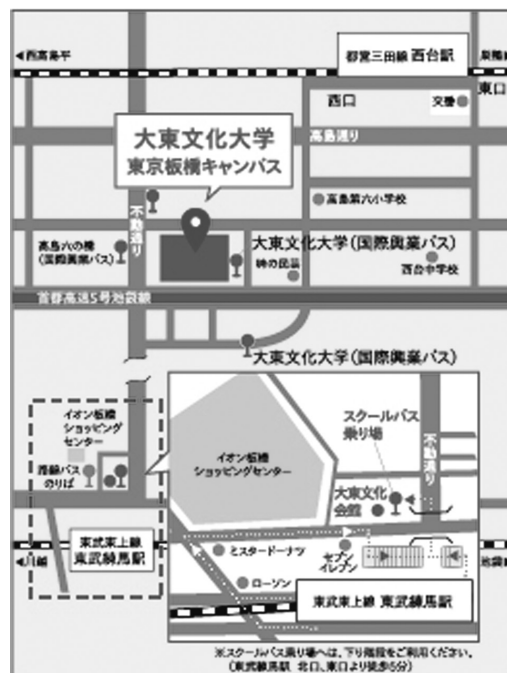 ◀西高島平
都営三田線 西台駅
巣鴨▶
東口
西口
交番
高島通り
大東文化大学
東京板橋キャンパス
不動通り
高島第六小学校
高島六の橋
(国際興業バス)
大東文化大学(国際興業バス)
味の民芸
西台中学校
首都高速5号池袋線
大東文化大学(国際興業バス)
イオン板橋
ショッピング
センター
路線バス
のりば
東武東上線
東武練馬駅
◀川越
池袋▶
イオン板橋
ショッピングセンター
スクールバス
乗り場
不動通り
大東文化
会館
ミスタードーナツ
セブン
イレブン
ローソン
東武東上線 東武練馬駅
※スクールバス乗り場へは、下り階段をご利用ください。
(東武練馬駅 北口、東口より徒歩5分)